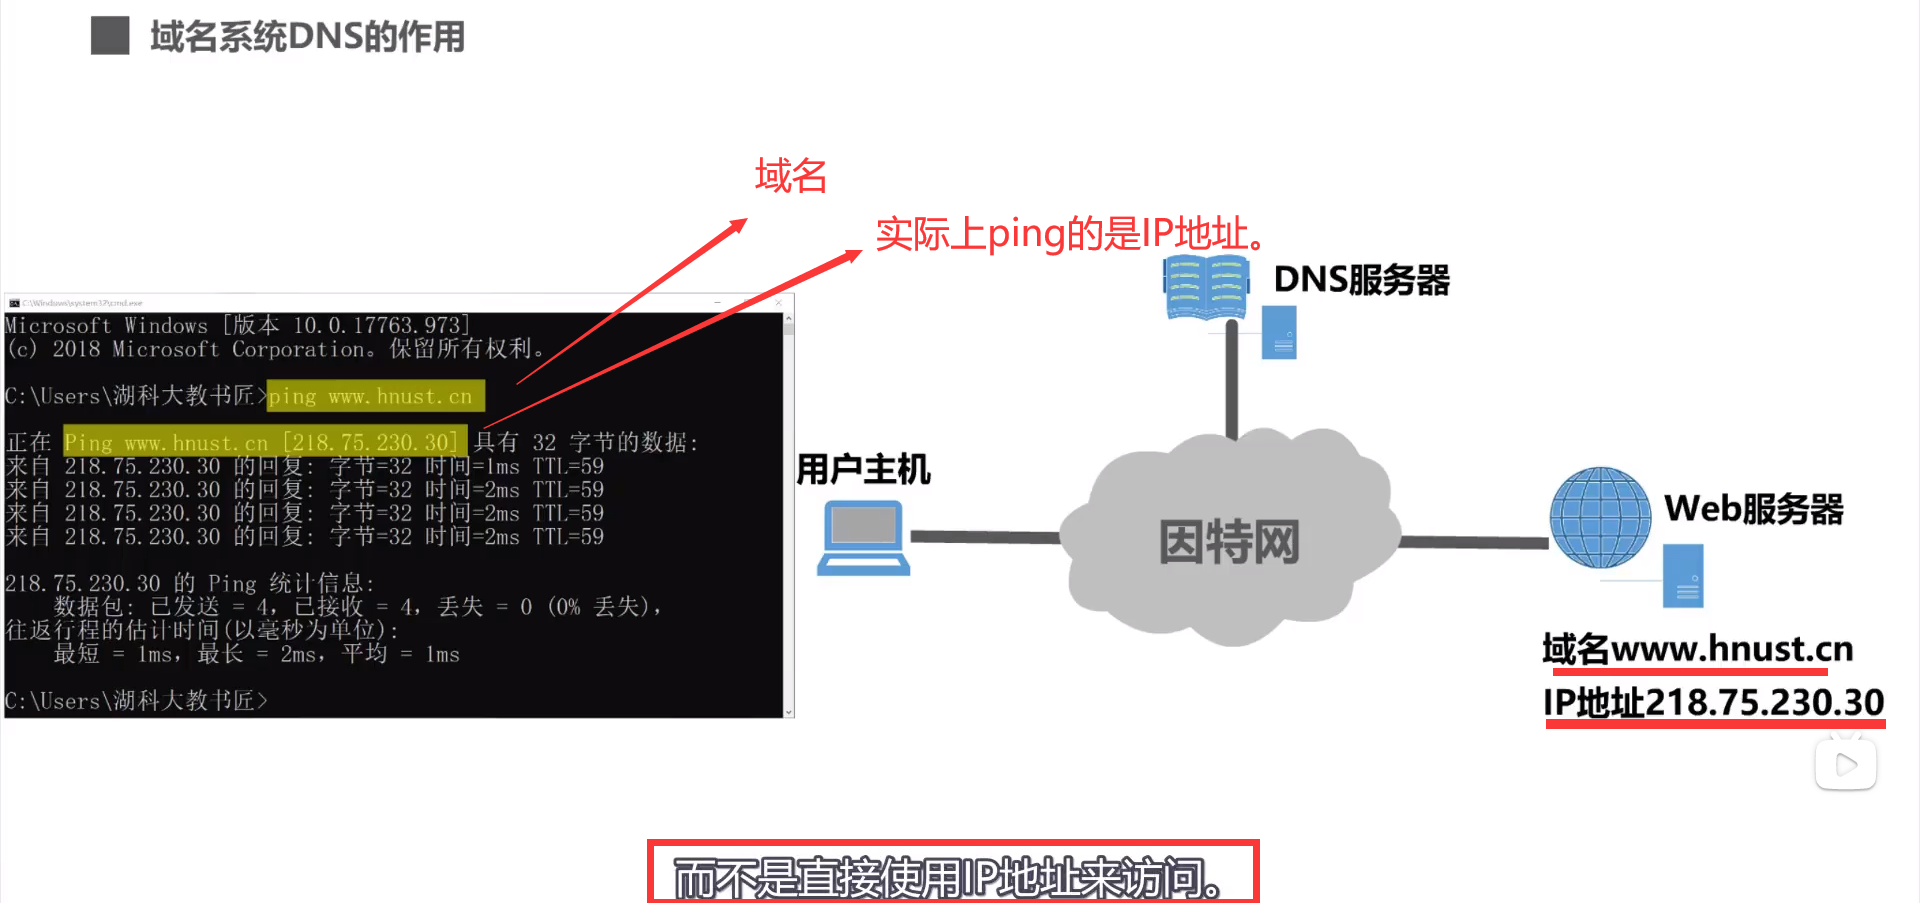 域名系统DNS的作用
域名
实际上ping的是IP地址。
DNS服务器
C:\Windows\system32\cmd.exe
Microsoft Windows [版本 10.0.17763.973]
(c) 2018 Microsoft Corporation。保留所有权利。
C:\Users\湖科大教书匠>ping www.hnust.cn
正在 Ping www.hnust.cn [218.75.230.30] 具有 32 字节的数据:
来自 218.75.230.30 的回复: 字节=32 时间=1ms TTL=59
来自 218.75.230.30 的回复: 字节=32 时间=2ms TTL=59
来自 218.75.230.30 的回复: 字节=32 时间=2ms TTL=59
来自 218.75.230.30 的回复: 字节=32 时间=2ms TTL=59
218.75.230.30 的 Ping 统计信息:
数据包: 已发送 = 4，已接收 = 4，丢失 = 0 (0% 丢失)，
往返行程的估计时间(以毫秒为单位):
最短 = 1ms，最长 = 2ms，平均 = 1ms
C:\Users\湖科大教书匠>
用户主机
因特网
Web服务器
域名www.hnust.cn
IP地址218.75.230.30
而不是直接使用IP地址来访问。